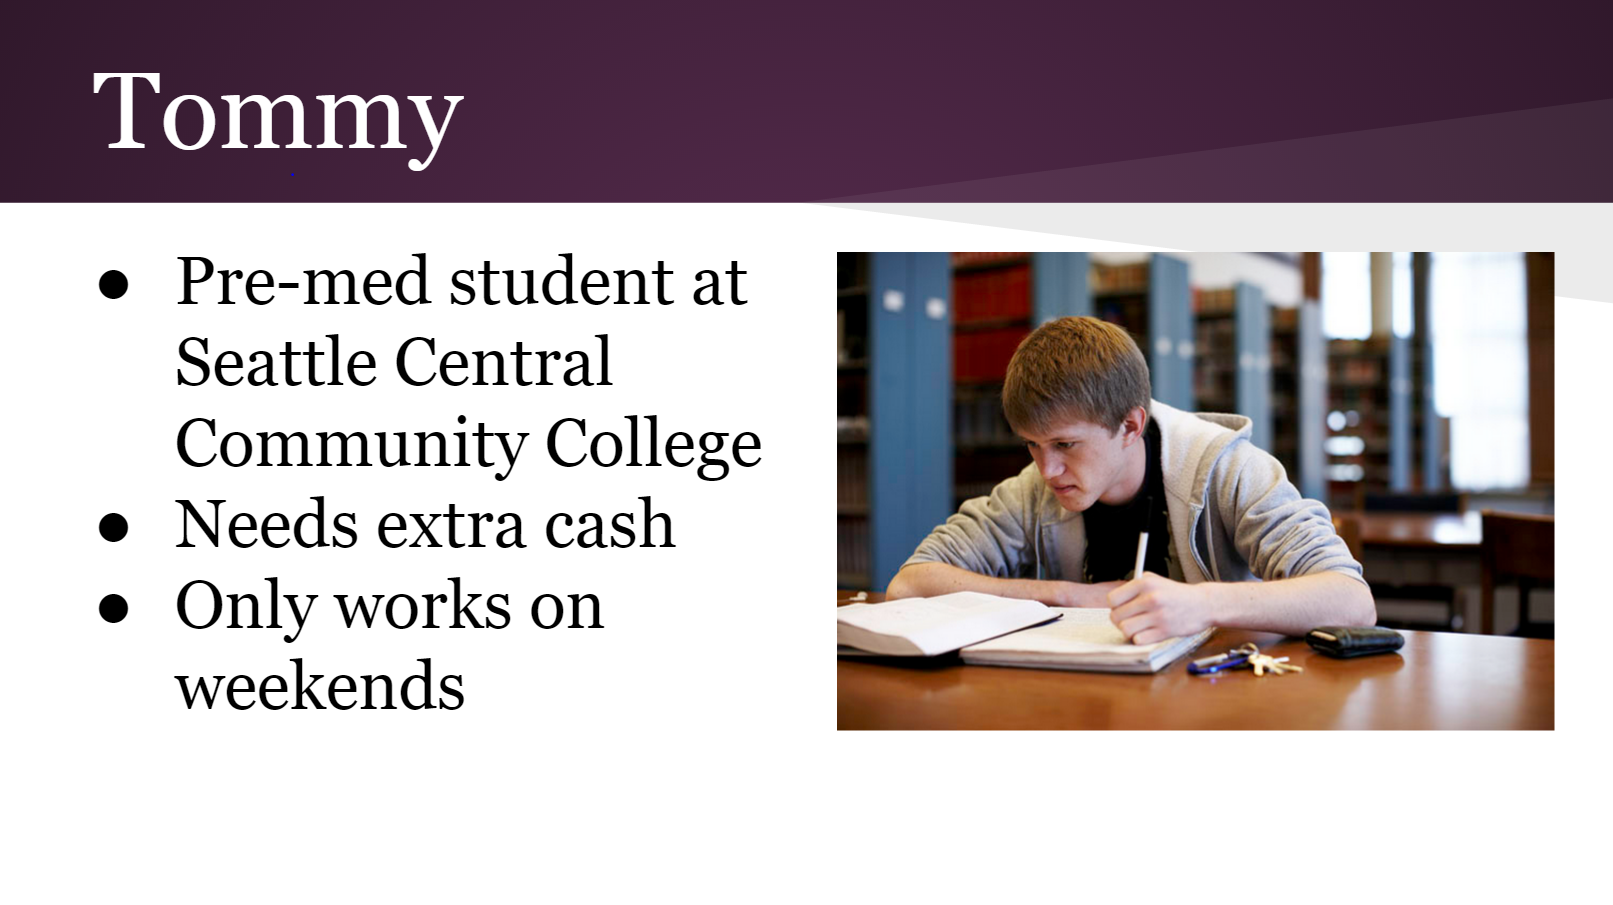 Tommy
● Pre-med student at
Seattle Central
Community College
● Needs extra cash
● Only works on
weekends